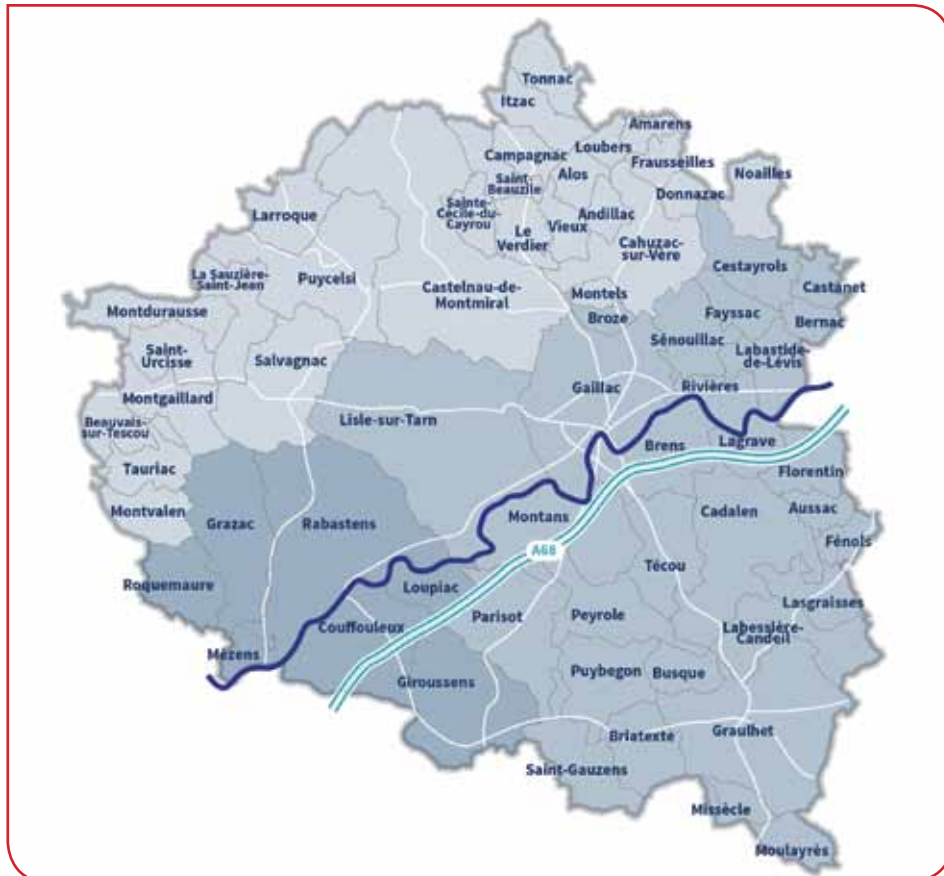 Tonnac
Itzac
Amarens
Loubers
Campagnac
Frausseilles
Alos
Noailles
Saint-
Beauzile
Donnazac
Sainte-
Cécile-du-
Cayrou
Larroque
Andillac
Vieux
Le
Verdier
Cahuzac-
sur-Vère
Cestayrols
La Sauzière-
Saint-Jean
Puycelsi
Castelnau-de-
Montmiral
Castanet
Montels
Montdurausse
Fayssac
Broze
Bernac
Sénouillac
Saint-
Urcisse
Labastide-
de-Lévis
Salvagnac
Gaillac
Rivières
Montgaillard
Lisle-sur-Tarn
Beauvais-
sur-Tescou
Brens
Lagrave
Tauriac
Florentin
Montvalen
Cadalen
Aussac
Montans
Grazac
Rabastens
Fénols
A68
Técou
Roquemaure
Loupiac
Lasgraisses
Parisot
Peyrole
Couffouleux
Labessière-
Candeil
Mézens
Puybegon
Busque
Giroussens
Graulhet
Briatexte
Saint-Gauzens
Missècle
Moulayrès